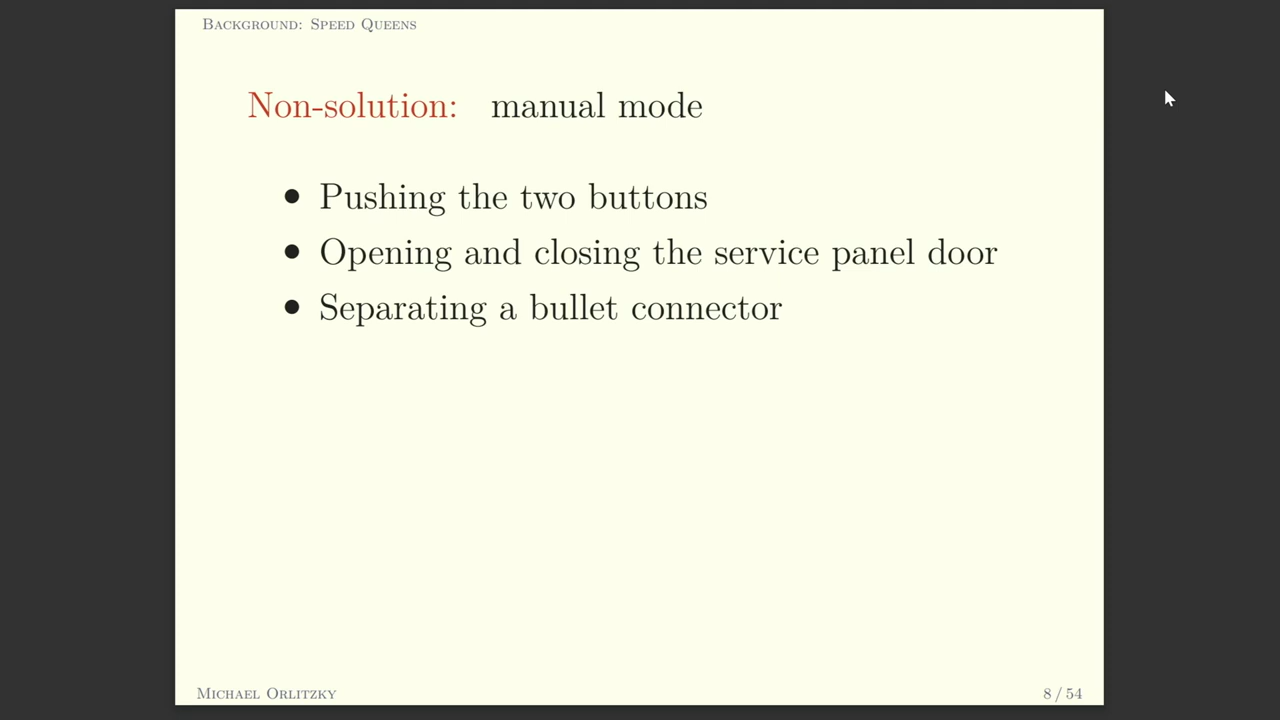 Background: Speed Queens
Non-solution: manual mode
• Pushing the two buttons
• Opening and closing the service panel door
• Separating a bullet connector
Michael Orlitzky
8 / 54